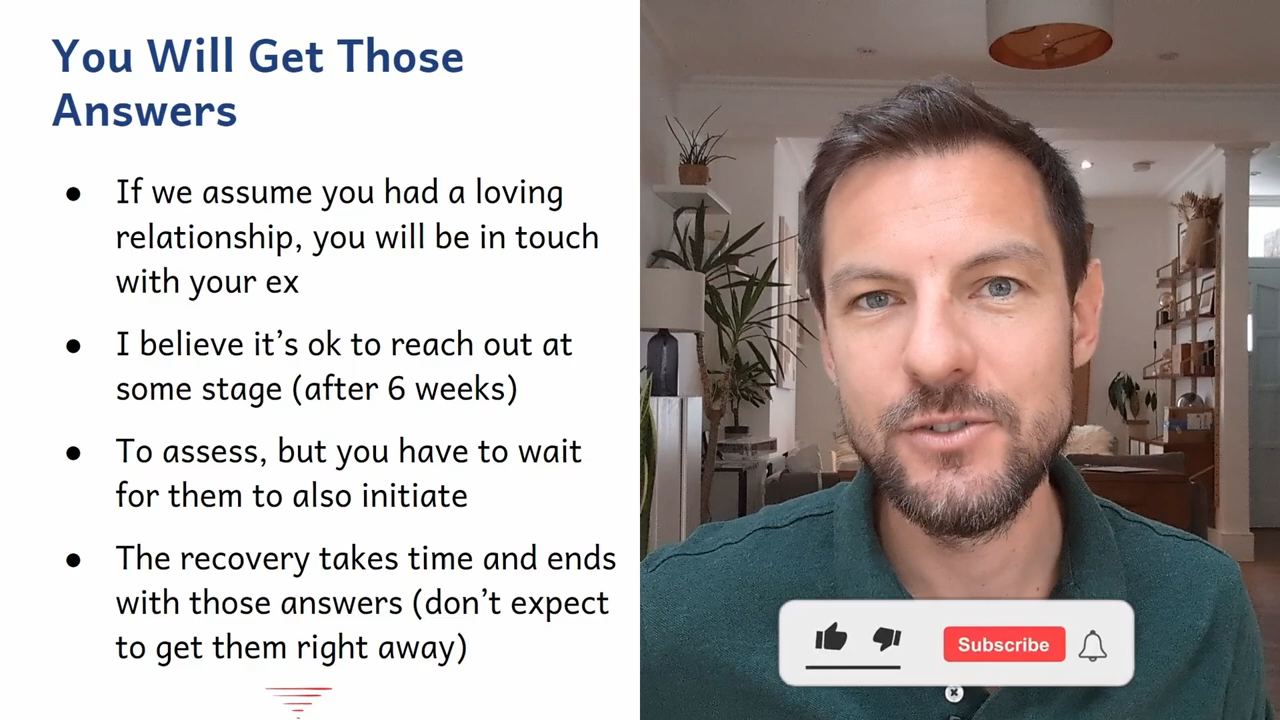 You Will Get Those
Answers
● If we assume you had a loving
relationship, you will be in touch
with your ex
● I believe it’s ok to reach out at
some stage (after 6 weeks)
● To assess, but you have to wait
for them to also initiate
● The recovery takes time and ends
with those answers (don’t expect
to get them right away)
Subscribe